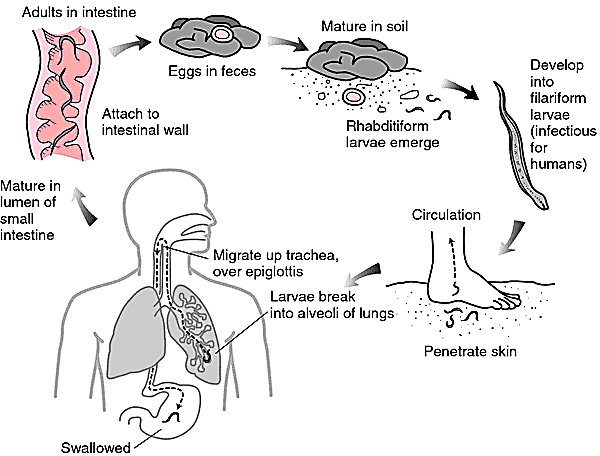 Adults in intestine
Attach to
intestinal wall
Eggs in feces
Mature in soil
Rhabditiform
larvae emerge
Develop
into
filariform
larvae
(infectious
for
humans)
Circulation
Penetrate skin
Larvae break
into alveoli of lungs
Migrate up trachea,
over epiglottis
Swallowed
Mature in
lumen of
small
intestine